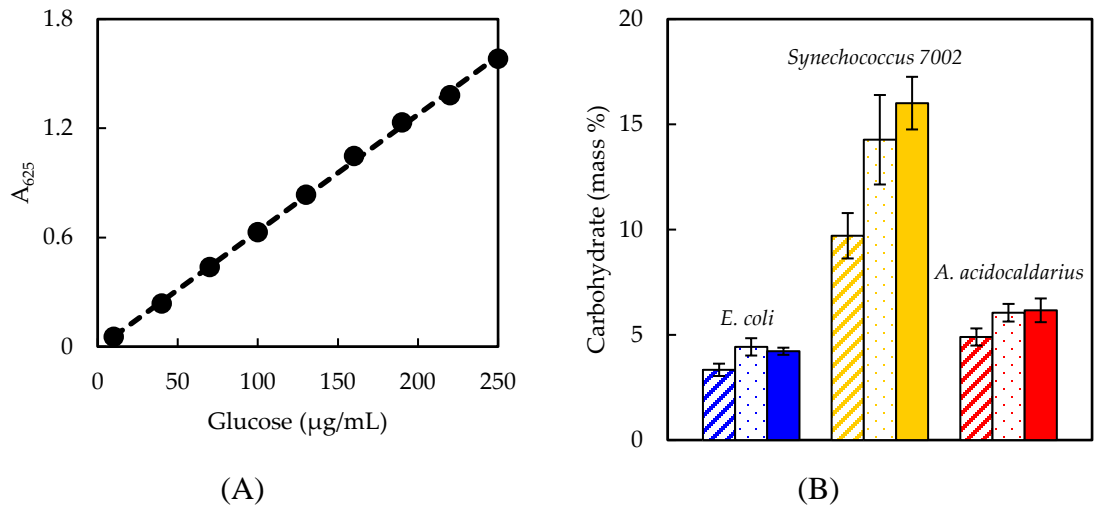 1.8
1.2
0.6
0
A625
0 50 100 150 200 250
Glucose (µg/mL)
(A)
20
15
10
5
0
Carbohydrate (mass %)
Synechococcus 7002
A. acidocaldarius
E. coli
(B)